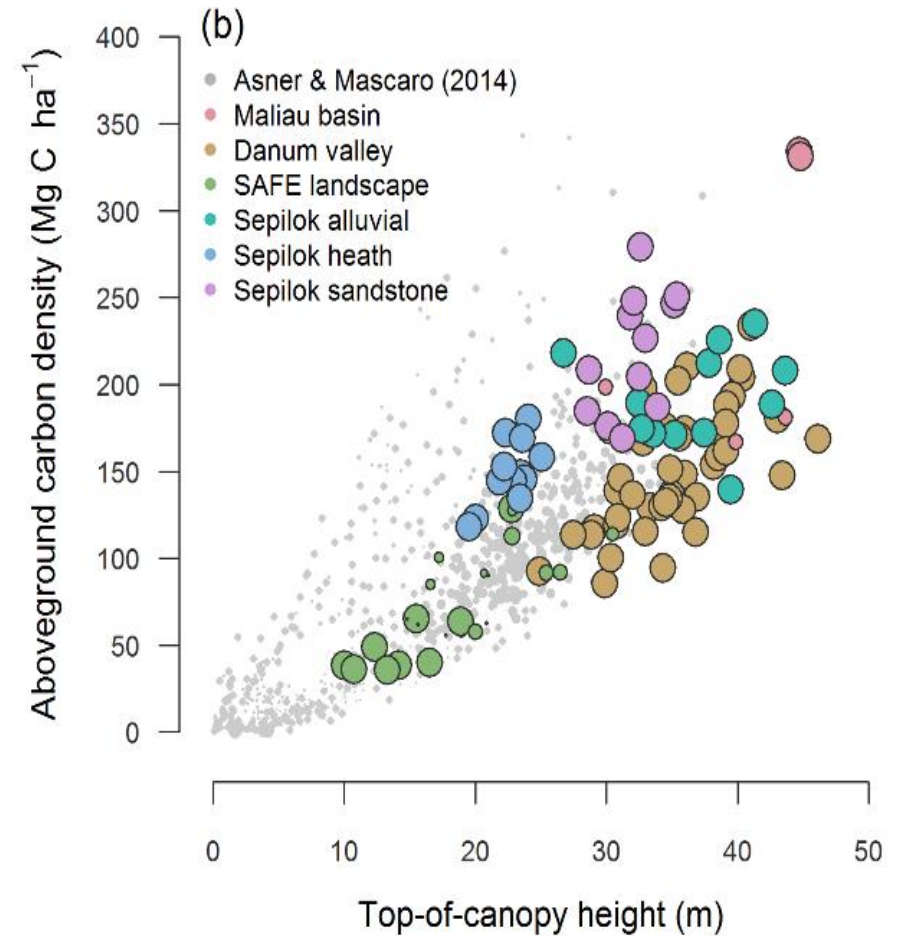 (b)
400
350
300
250
200
150
100
50
0
Aboveground carbon density (Mg C ha⁻¹)
Asner & Mascaro (2014)
Maliau basin
Danum valley
SAFE landscape
Sepilok alluvial
Sepilok heath
Sepilok sandstone
0 10 20 30 40 50
Top-of-canopy height (m)